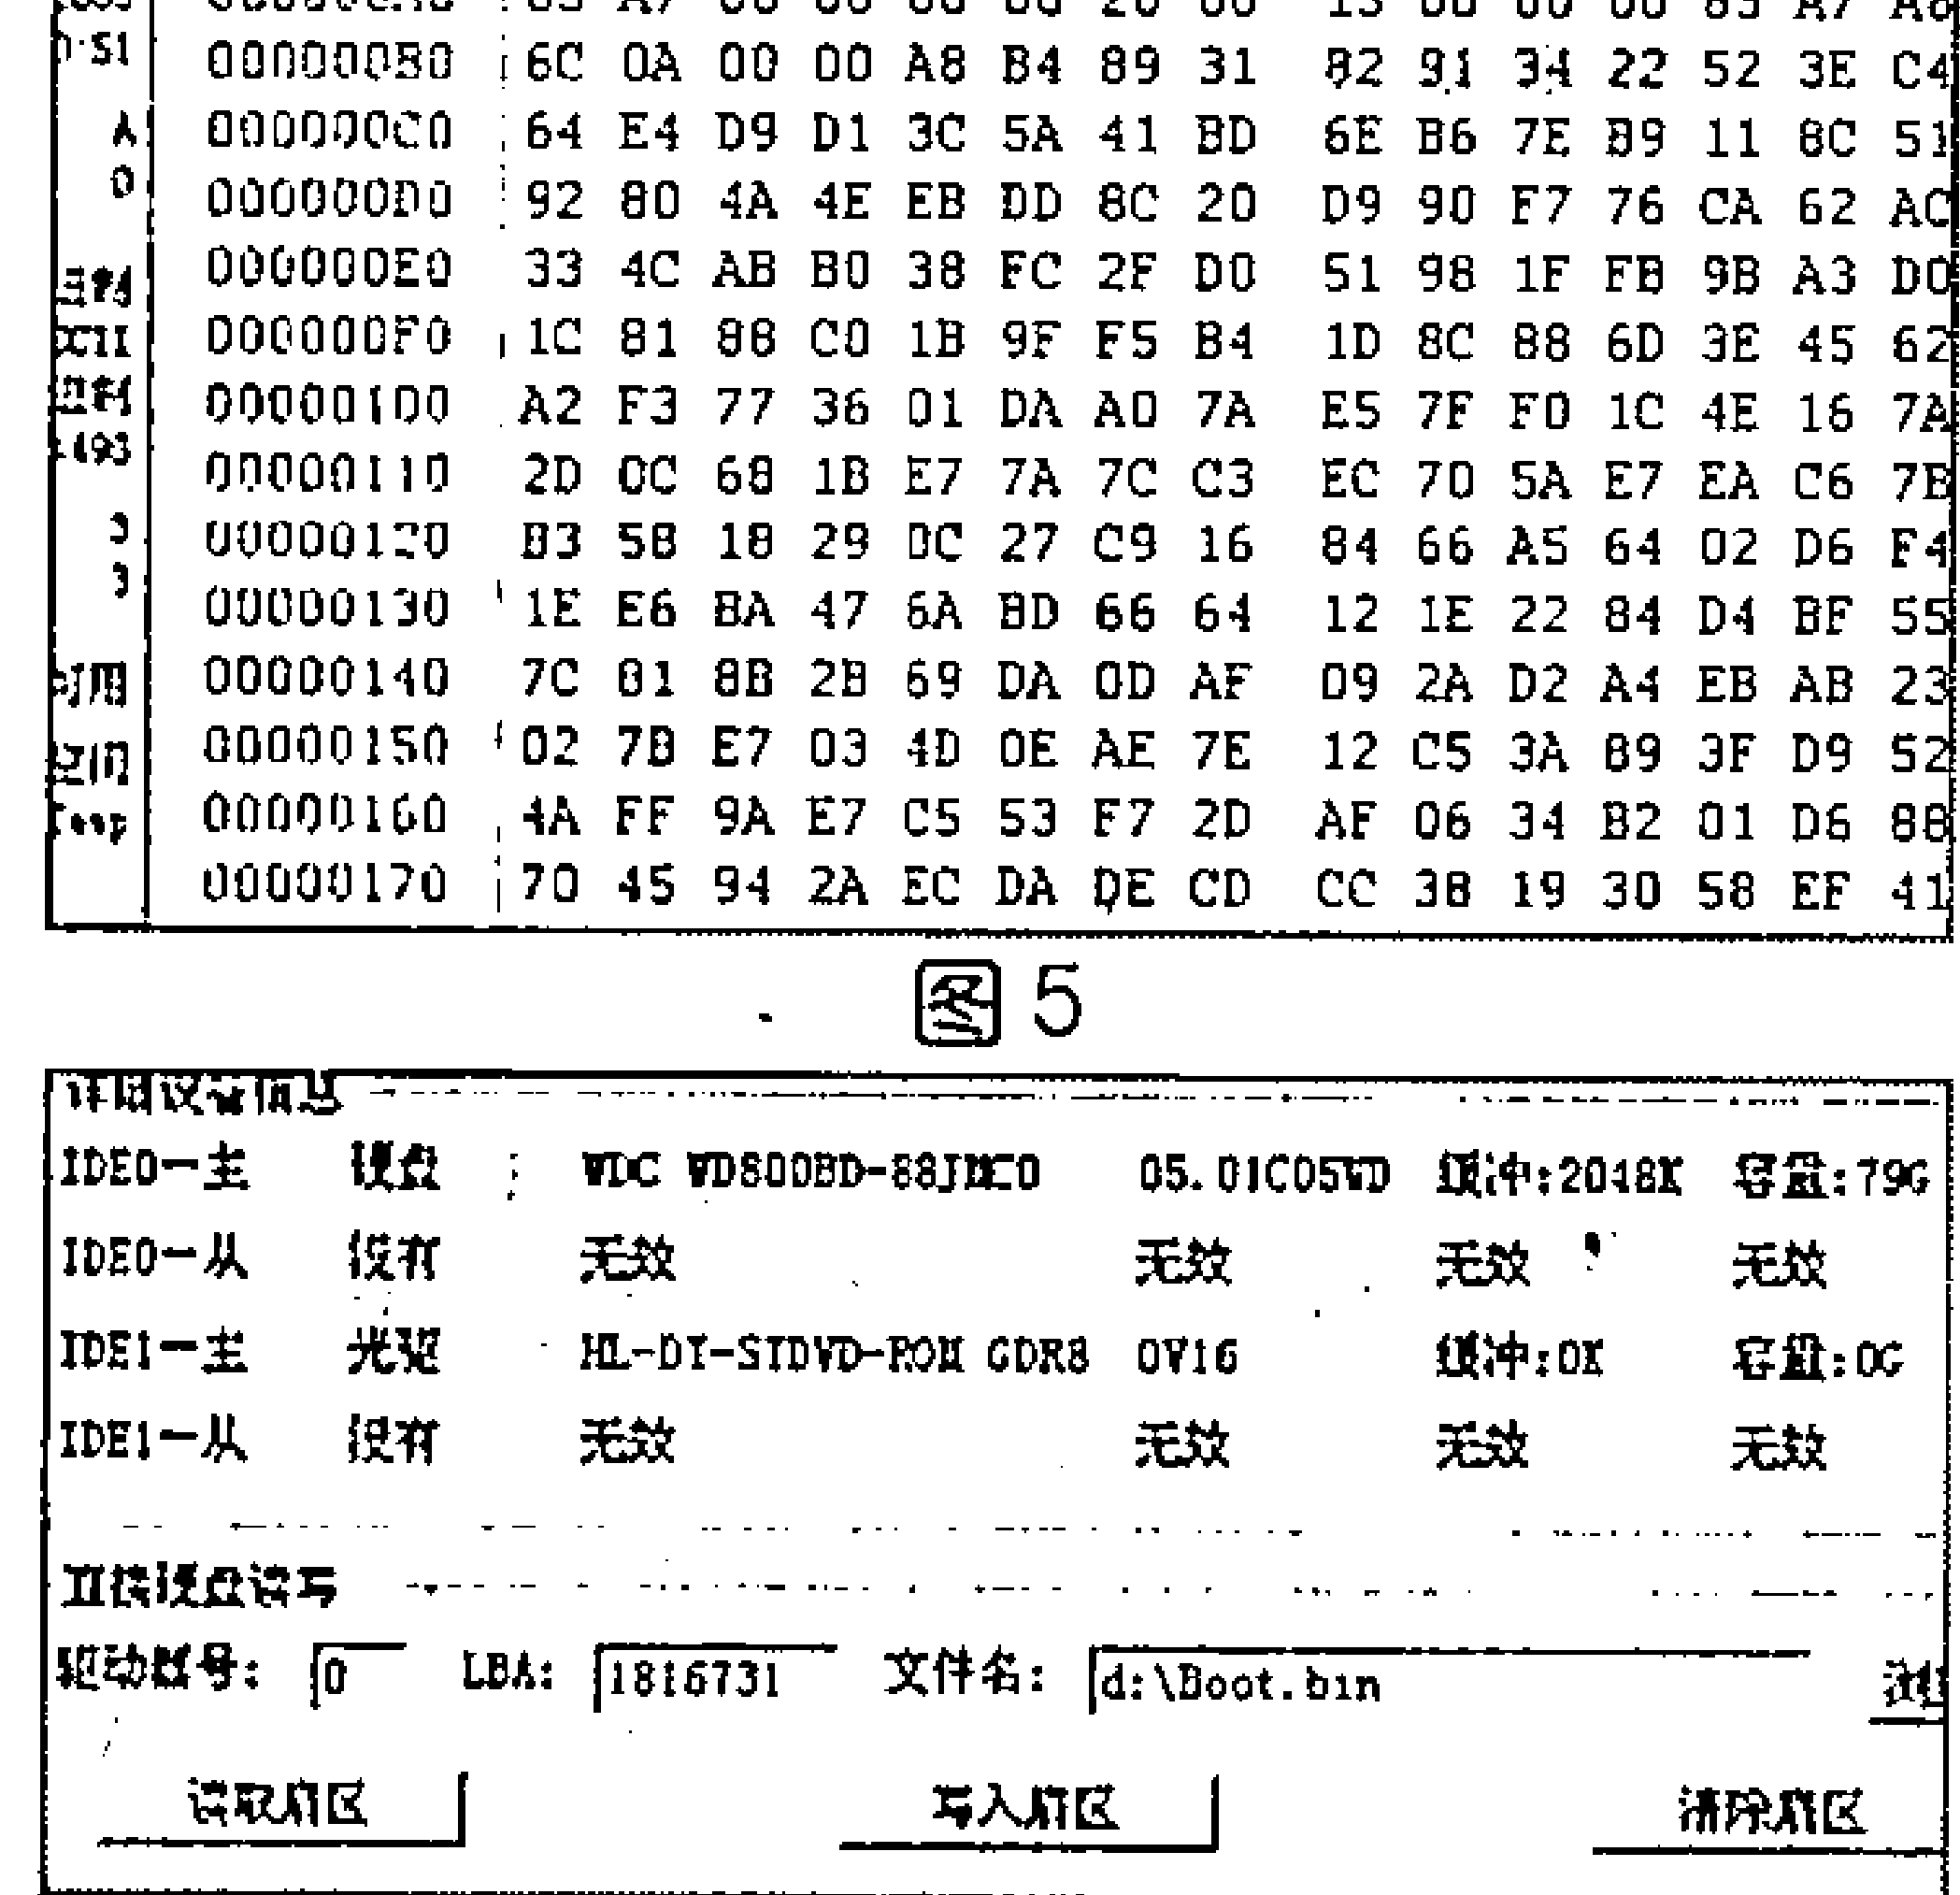 000000B0 6C 0A 00 00 A8 B4 89 31 82 91 34 22 52 3E C4
000000C0 64 E4 D9 D1 3C 5A 41 BD 6E B6 7E B9 11 8C 51
000000D0 92 80 4A 4E EB DD 8C 20 D9 90 F7 76 CA 62 AC
000000E0 33 4C AB B0 38 FC 2F D0 51 98 1F FB 9B A3 D0
000000F0 1C 81 88 C0 1B 9F F5 B4 1D 8C 88 6D 3E 45 62
00000100 A2 F3 77 36 01 DA A0 7A E5 7F F0 1C 4E 16 7A
00000110 2D 0C 68 1B E7 7A 7C C3 EC 70 5A E7 EA C6 7B
00000120 B3 58 18 29 DC 27 C9 16 84 66 A5 64 02 D6 F4
00000130 1E E6 BA 47 6A BD 66 64 12 1E 22 84 D4 BF 55
00000140 7C 81 8B 2B 69 DA 0D AF 09 2A D2 A4 EB AB 23
00000150 02 7B E7 03 4D 0E AE 7E 12 C5 3A 89 3F D9 52
00000160 4A FF 9A E7 C5 53 F7 2D AF 06 34 B2 01 D6 88
00000170 70 45 94 2A EC DA DE CD CC 38 19 30 58 EF 41
图5
IDE0一主 硬盘 WDC WD800BD-88JMC0 05.01C05WD 缓冲:2048K 容量:79G
IDE0一从 没有 无效 无效 无效 无效
IDE1一主 光驱 HL-DT-STDVD-ROM GDR8 0V16 缓冲:0K 容量:0G
IDE1一从 没有 无效 无效 无效 无效
直接硬盘读写
驱动器号: 0 LBA: 1816731 文件名: d:\Boot.bin
读取扇区 写入扇区 清除扇区